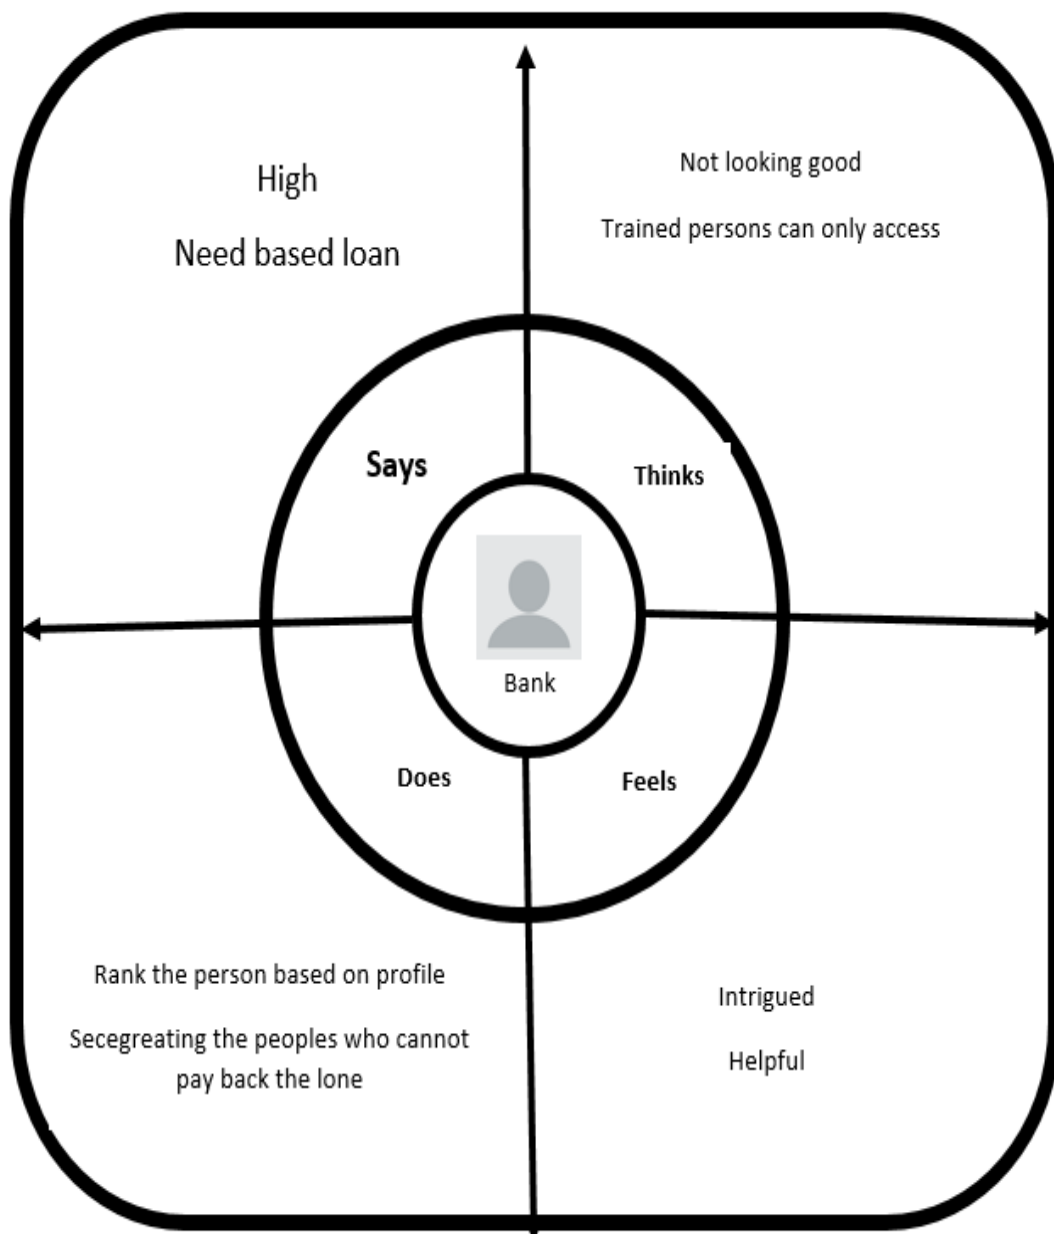 High
Need based loan
Not looking good
Trained persons can only access
Says
Thinks
Bank
Does
Feels
Rank the person based on profile
Secegreating the peoples who cannot
pay back the lone
Intrigued
Helpful